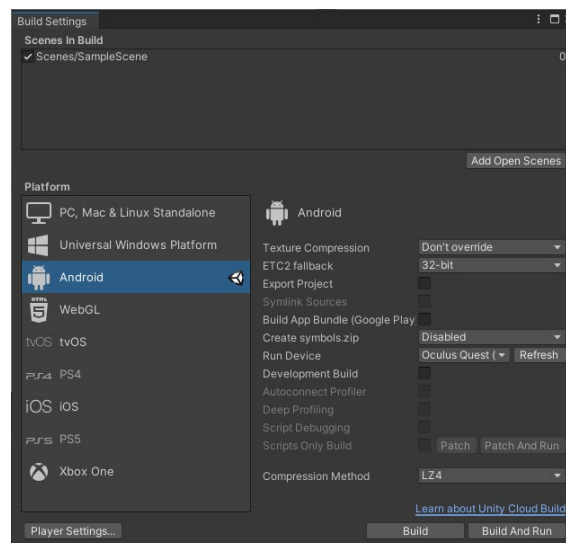 Build Settings
Scenes In Build
Scenes/SampleScene 0
Add Open Scenes
Platform
PC, Mac & Linux Standalone
Universal Windows Platform
Android
HTML 5 WebGL
tvOS tvOS
PS4 PS4
iOS iOS
PS5 PS5
Xbox One
Android
Texture Compression Don't override
ETC2 fallback 32-bit
Export Project
Symlink Sources
Build App Bundle (Google Play
Create symbols.zip Disabled
Run Device Oculus Quest ( Refresh
Development Build
Autoconnect Profiler
Deep Profiling
Script Debugging
Scripts Only Build Patch Patch And Run
Compression Method LZ4
Learn about Unity Cloud Build
Player Settings... Build Build And Run